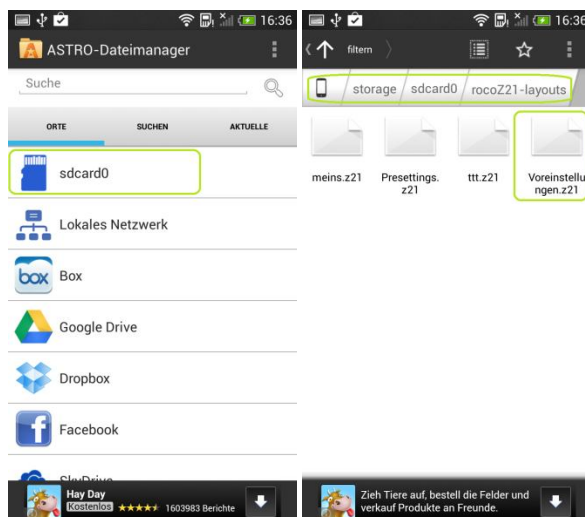 16:36
ASTRO-Dateimanager
Suche
ORTE SUCHEN AKTUELLE
sdcard0
Lokales Netzwerk
box Box
Google Drive
Dropbox
f Facebook
SkyDrive
Hay Day
Kostenlos 1603983 Berichte
16:36
filtern
storage sdcard0 rocoZ21-layouts
meins.z21 Presettings. ttt.z21 Voreinstellu
z21 ngen.z21
Zieh Tiere auf, bestell die Felder und
verkauf Produkte an Freunde.